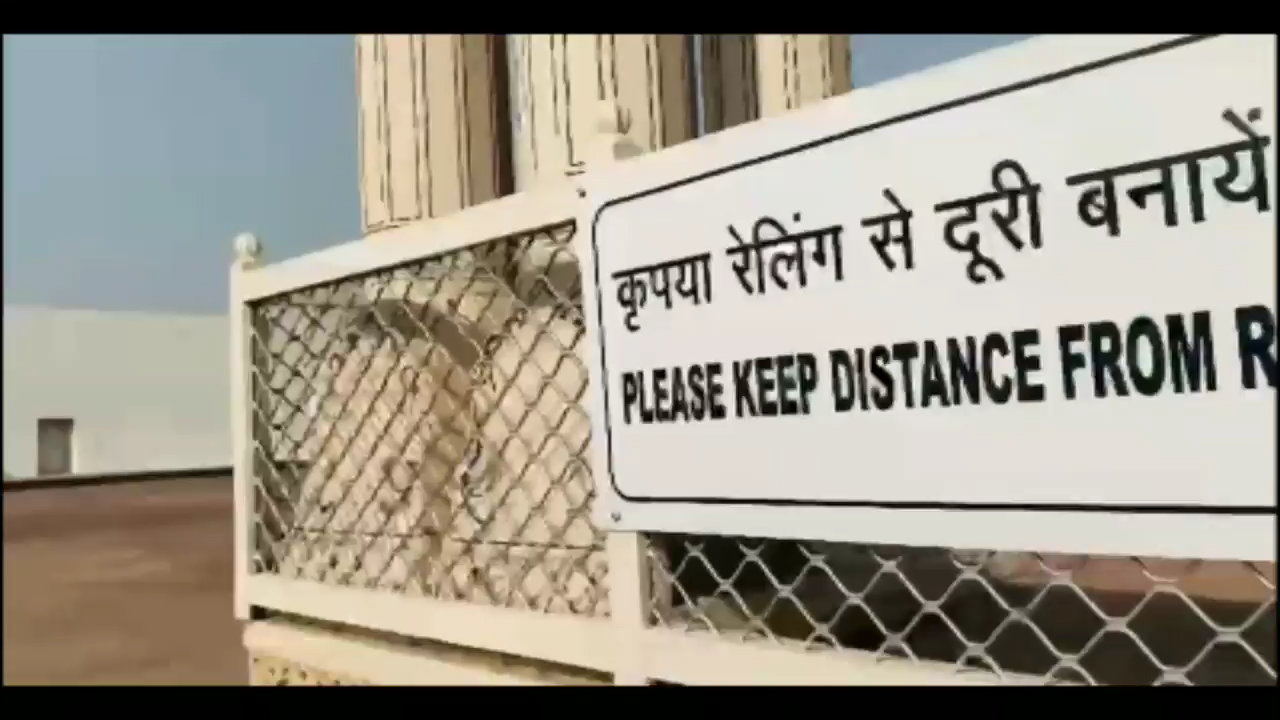 कृपया रेलिंग से दूरी बनायें
PLEASE KEEP DISTANCE FROM